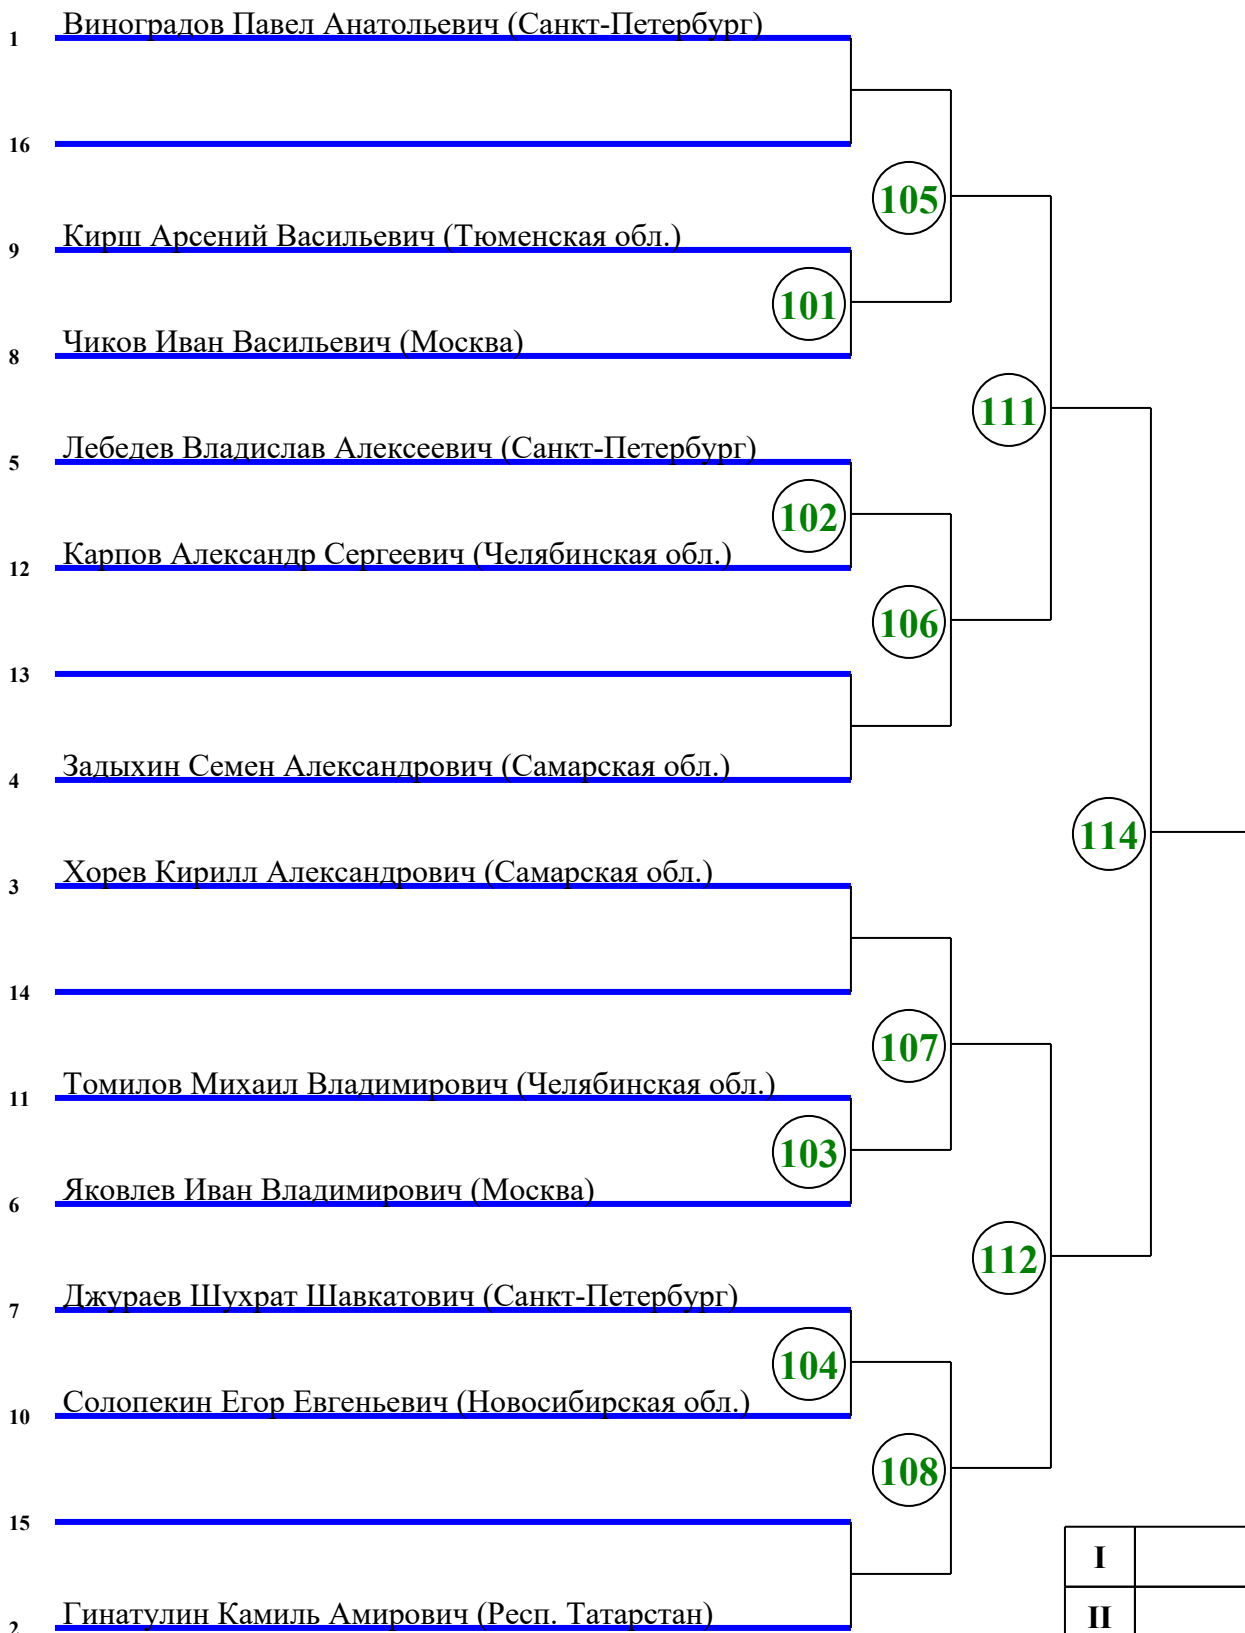 1 Виноградов Павел Анатольевич (Санкт-Петербург)
16
105
9 Кирш Арсений Васильевич (Тюменская обл.)
101
8 Чиков Иван Васильевич (Москва)
111
5 Лебедев Владислав Алексеевич (Санкт-Петербург)
102
12 Карпов Александр Сергеевич (Челябинская обл.)
106
13
4 Задыхин Семен Александрович (Самарская обл.)
114
3 Хорев Кирилл Александрович (Самарская обл.)
14
107
11 Томилов Михаил Владимирович (Челябинская обл.)
103
6 Яковлев Иван Владимирович (Москва)
112
7 Джураев Шухрат Шавкатович (Санкт-Петербург)
104
10 Солопекин Егор Евгеньевич (Новосибирская обл.)
108
15
I
2 Гинатулин Камиль Амирович (Респ. Татарстан)
II